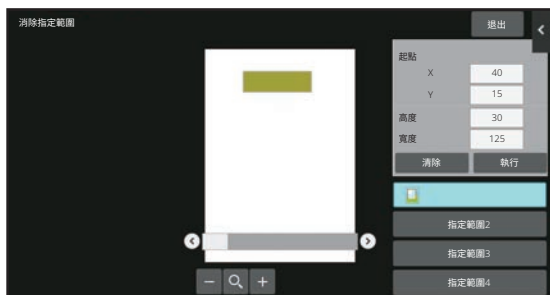 消除指定範圍
退出
起點
X 40
Y 15
高度 30
寬度 125
清除 執行
指定範圍2
指定範圍3
指定範圍4